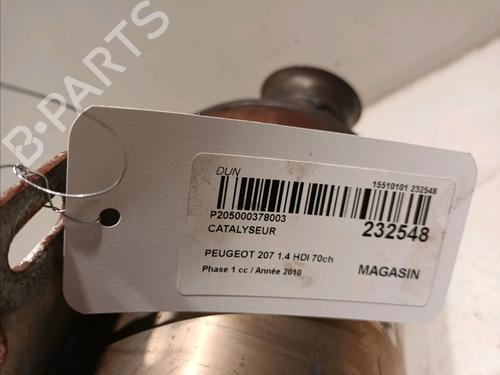 B-PARTS
DUN
15510101 232548
P205000378003
CATALYSEUR
232548
PEUGEOT 207 1.4 HDI 70ch
Phase 1 cc / Année 2010
MAGASIN